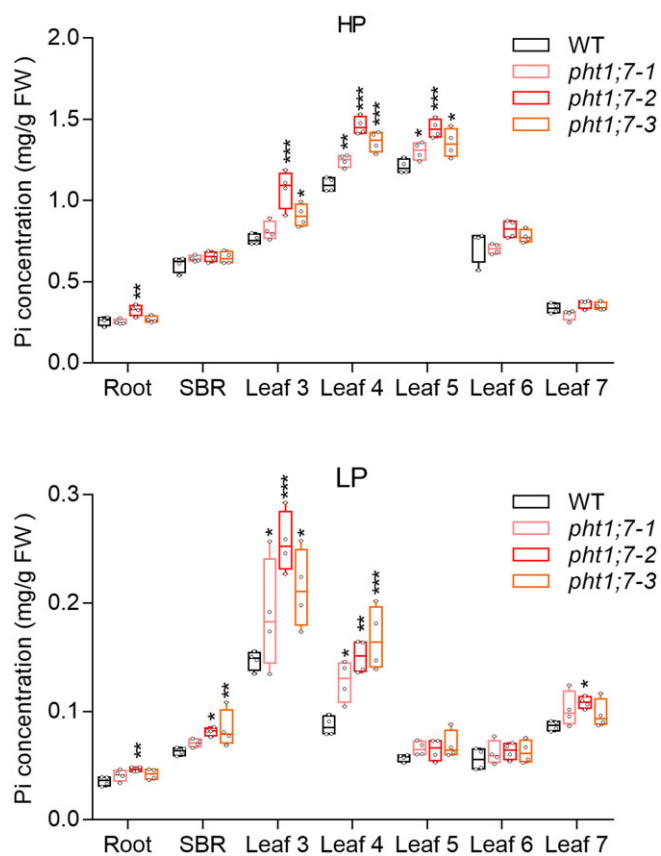 HP
Pi concentration (mg/g FW)
2.0
1.5
1.0
0.5
0.0
WT
pht1;7-1
pht1;7-2
pht1;7-3
**
***
*
**
***
***
*
***
*
Root SBR Leaf 3 Leaf 4 Leaf 5 Leaf 6 Leaf 7
LP
Pi concentration (mg/g FW)
0.3
0.2
0.1
0.0
WT
pht1;7-1
pht1;7-2
pht1;7-3
**
*
**
*
***
*
*
**
***
*
Root SBR Leaf 3 Leaf 4 Leaf 5 Leaf 6 Leaf 7